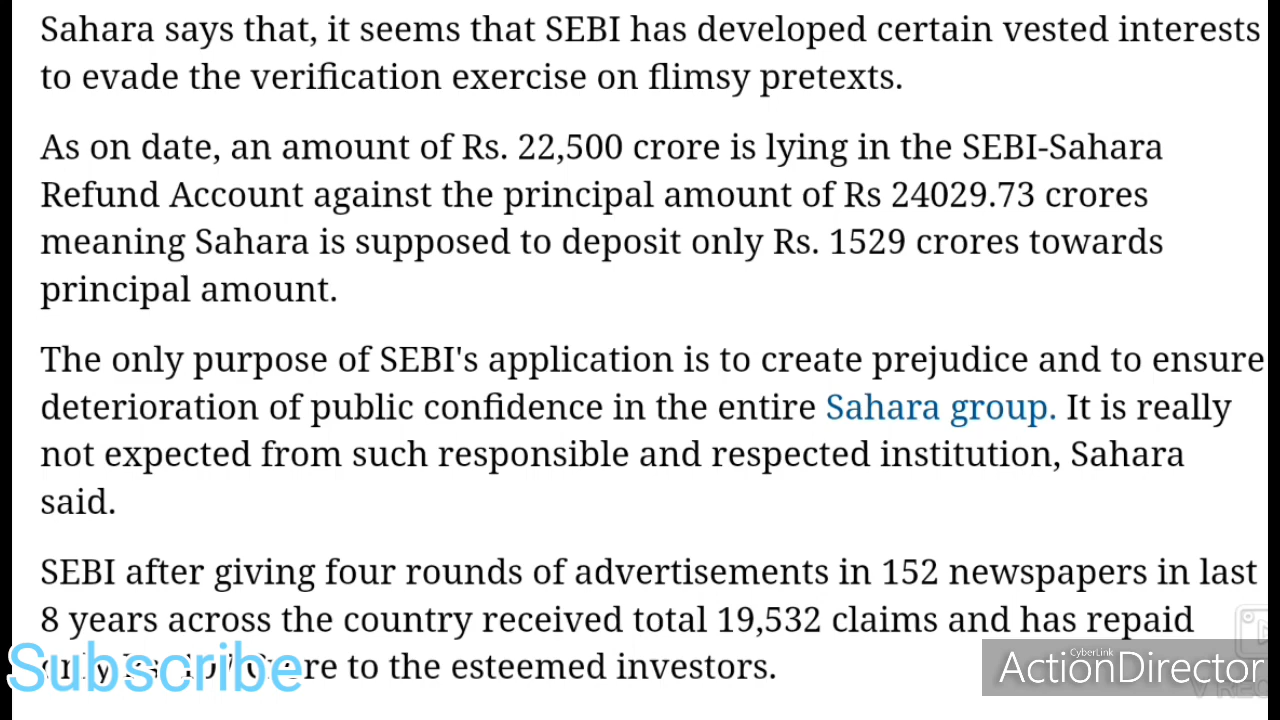 Sahara says that, it seems that SEBI has developed certain vested interests
to evade the verification exercise on flimsy pretexts.
As on date, an amount of Rs. 22,500 crore is lying in the SEBI-Sahara
Refund Account against the principal amount of Rs 24029.73 crores
meaning Sahara is supposed to deposit only Rs. 1529 crores towards
principal amount.
The only purpose of SEBI's application is to create prejudice and to ensure
deterioration of public confidence in the entire Sahara group. It is really
not expected from such responsible and respected institution, Sahara
said.
SEBI after giving four rounds of advertisements in 152 newspapers in last
8 years across the country received total 19,532 claims and has repaid
to the esteemed investors.
Subscribe
CyberLink
ActionDirector